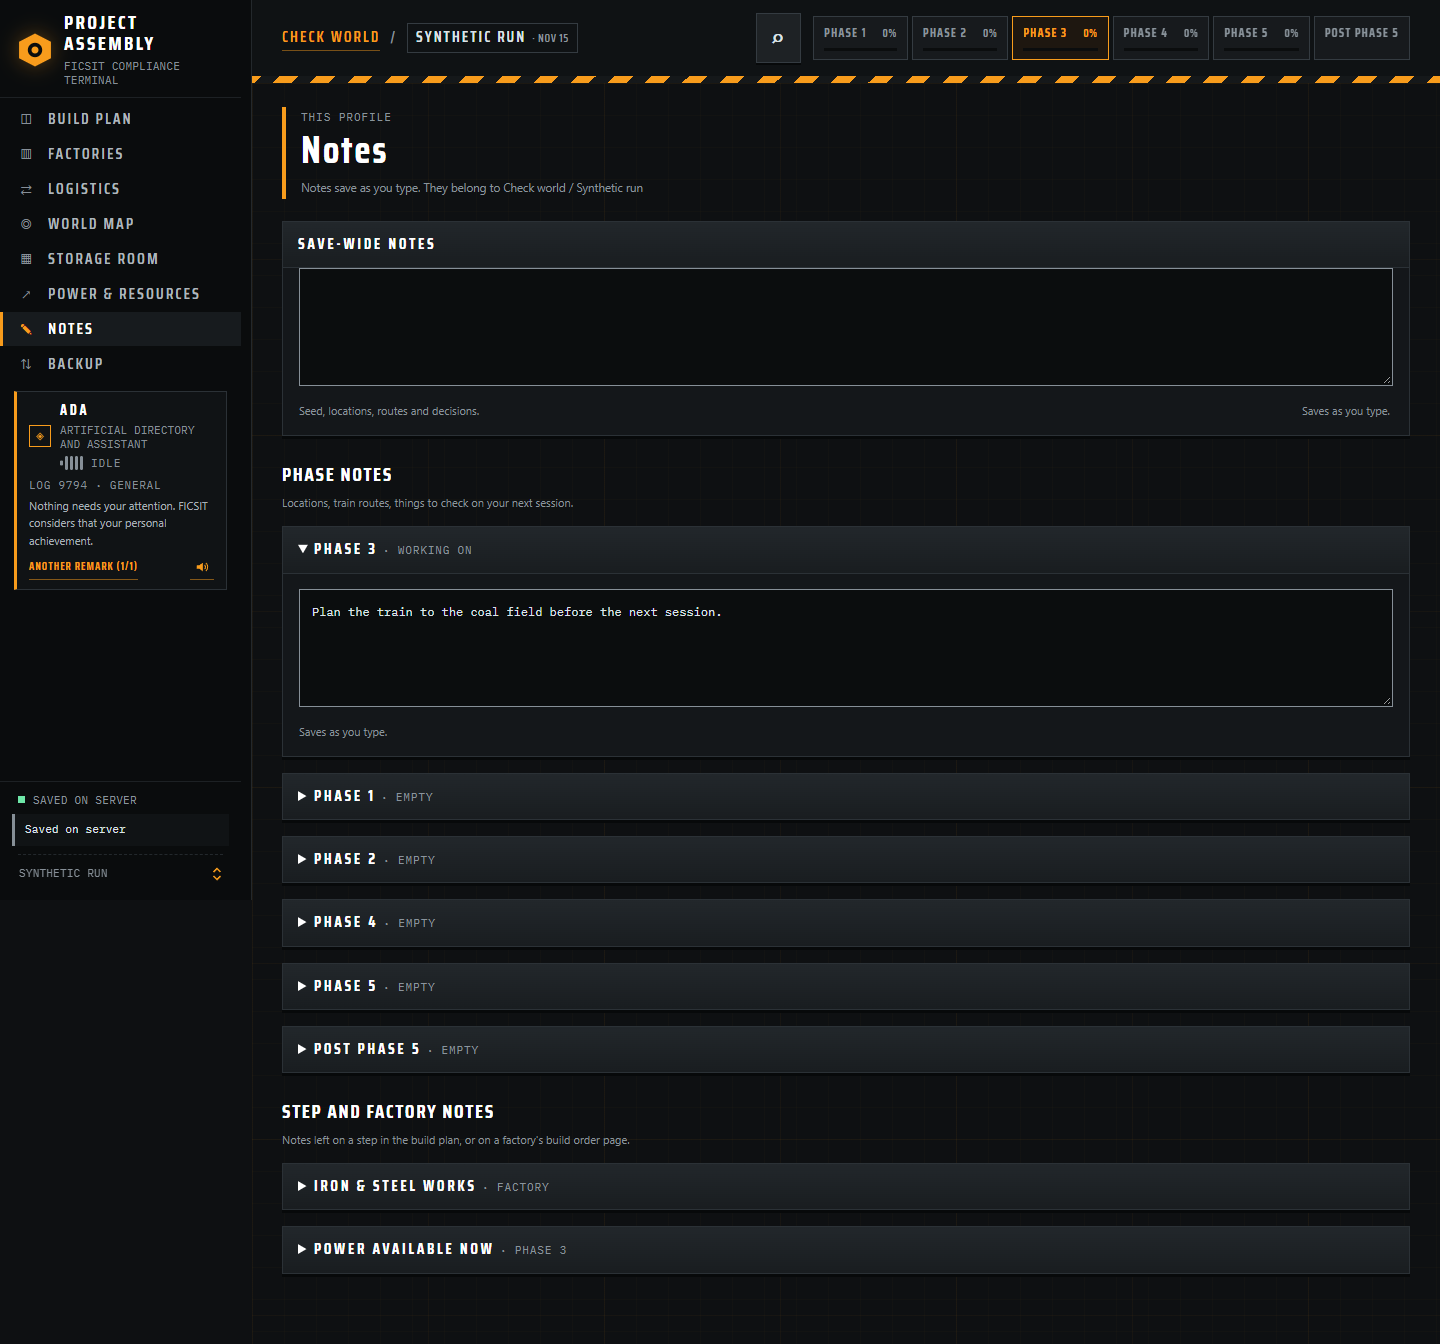 PROJECT
ASSEMBLY
FICSIT COMPLIANCE
TERMINAL
BUILD PLAN
FACTORIES
LOGISTICS
WORLD MAP
STORAGE ROOM
POWER & RESOURCES
NOTES
BACKUP
ADA
ARTIFICIAL DIRECTORY
AND ASSISTANT
IDLE
LOG 9794 · GENERAL
Nothing needs your attention. FICSIT
considers that your personal
achievement.
ANOTHER REMARK (1/1)
SAVED ON SERVER
Saved on server
SYNTHETIC RUN
CHECK WORLD / SYNTHETIC RUN · NOV 15
PHASE 1 0%
PHASE 2 0%
PHASE 3 0%
PHASE 4 0%
PHASE 5 0%
POST PHASE 5
THIS PROFILE
Notes
Notes save as you type. They belong to Check world / Synthetic run
SAVE-WIDE NOTES
Seed, locations, routes and decisions.
Saves as you type.
PHASE NOTES
Locations, train routes, things to check on your next session.
PHASE 3 · WORKING ON
Plan the train to the coal field before the next session.
Saves as you type.
PHASE 1 · EMPTY
PHASE 2 · EMPTY
PHASE 4 · EMPTY
PHASE 5 · EMPTY
POST PHASE 5 · EMPTY
STEP AND FACTORY NOTES
Notes left on a step in the build plan, or on a factory's build order page.
IRON & STEEL WORKS · FACTORY
POWER AVAILABLE NOW · PHASE 3